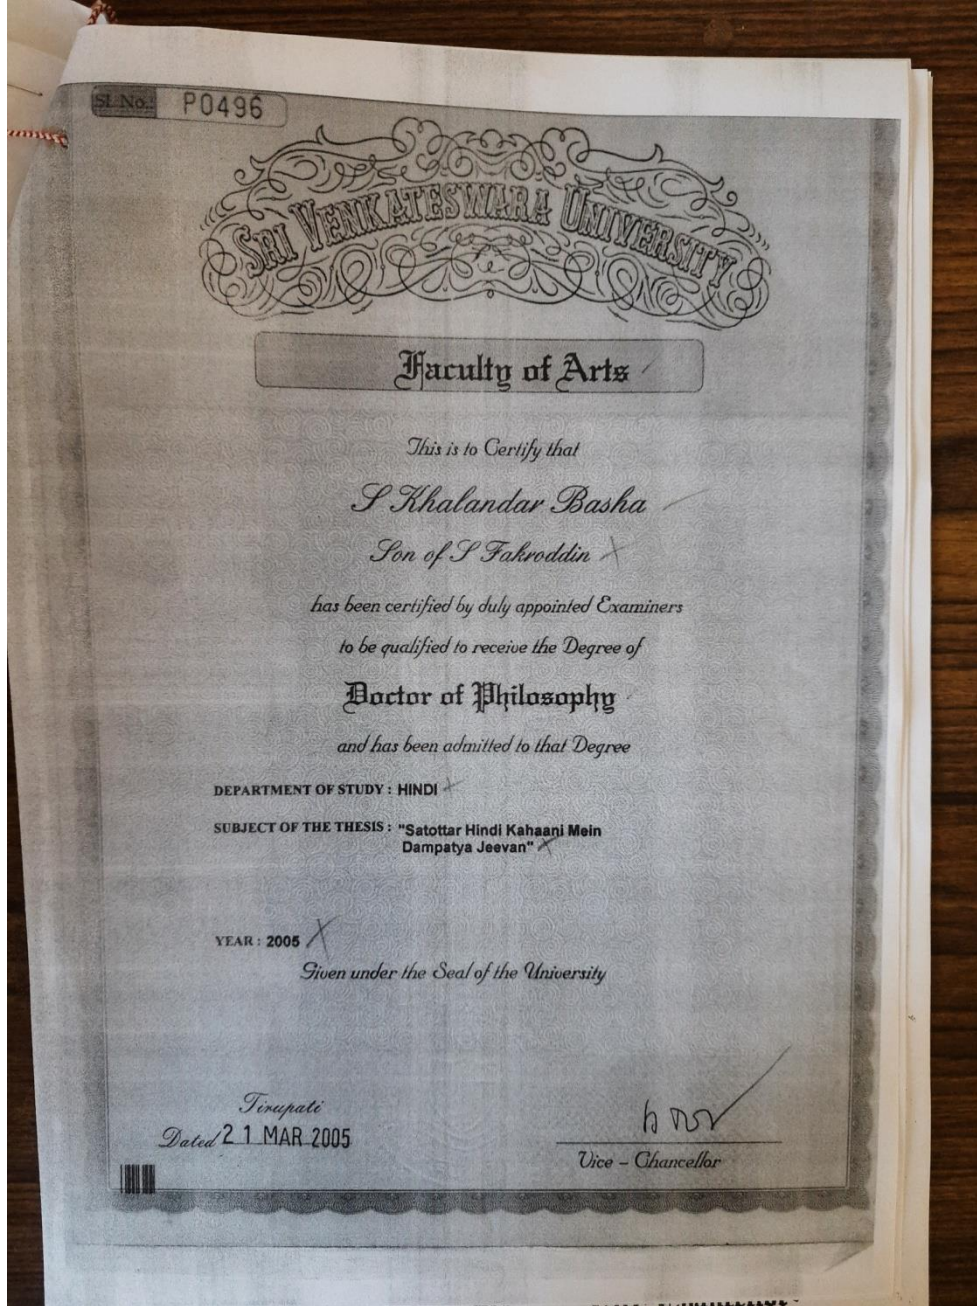 SL.No.: P0496
SRI VENKATESWARA UNIVERSITY
Faculty of Arts
This is to Certify that
S Khalandar Basha
Son of S Fakroddin
has been certified by duly appointed Examiners
to be qualified to receive the Degree of
Doctor of Philosophy
and has been admitted to that Degree
DEPARTMENT OF STUDY : HINDI
SUBJECT OF THE THESIS : "Satottar Hindi Kahaani Mein
Dampatya Jeevan"
YEAR : 2005
Given under the Seal of the University
Tirupati
Dated 21 MAR 2005
Vice - Chancellor